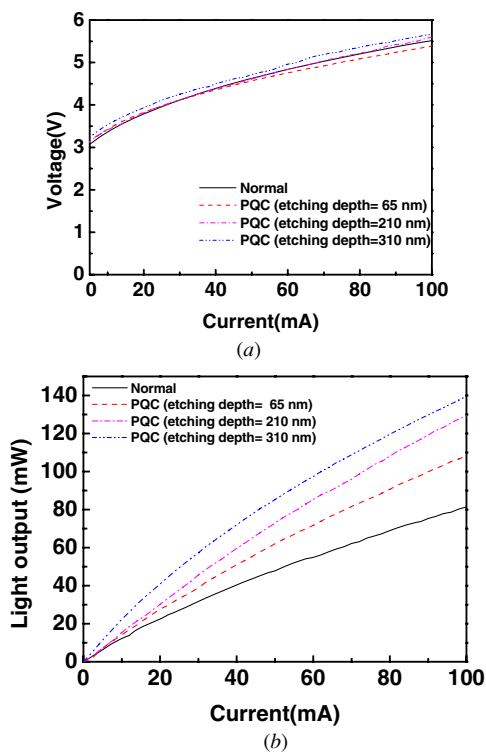 6
5
4
3
2
1
0
Voltage(V)
Normal
PQC (etching depth= 65 nm)
PQC (etching depth=210 nm)
PQC (etching depth=310 nm)
0 20 40 60 80 100
Current(mA)
(a)
140
120
100
80
60
40
20
0
Light output (mW)
Normal
PQC (etching depth= 65 nm)
PQC (etching depth= 210 nm)
PQC (etching depth= 310 nm)
0 20 40 60 80 100
Current(mA)
(b)